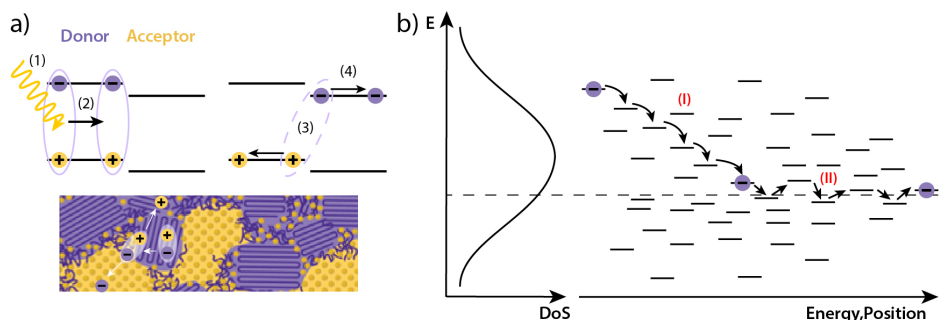 a)
Donor Acceptor
(1)
(2)
(3)
(4)
b)
E
(I)
(II)
DoS
Energy,Position